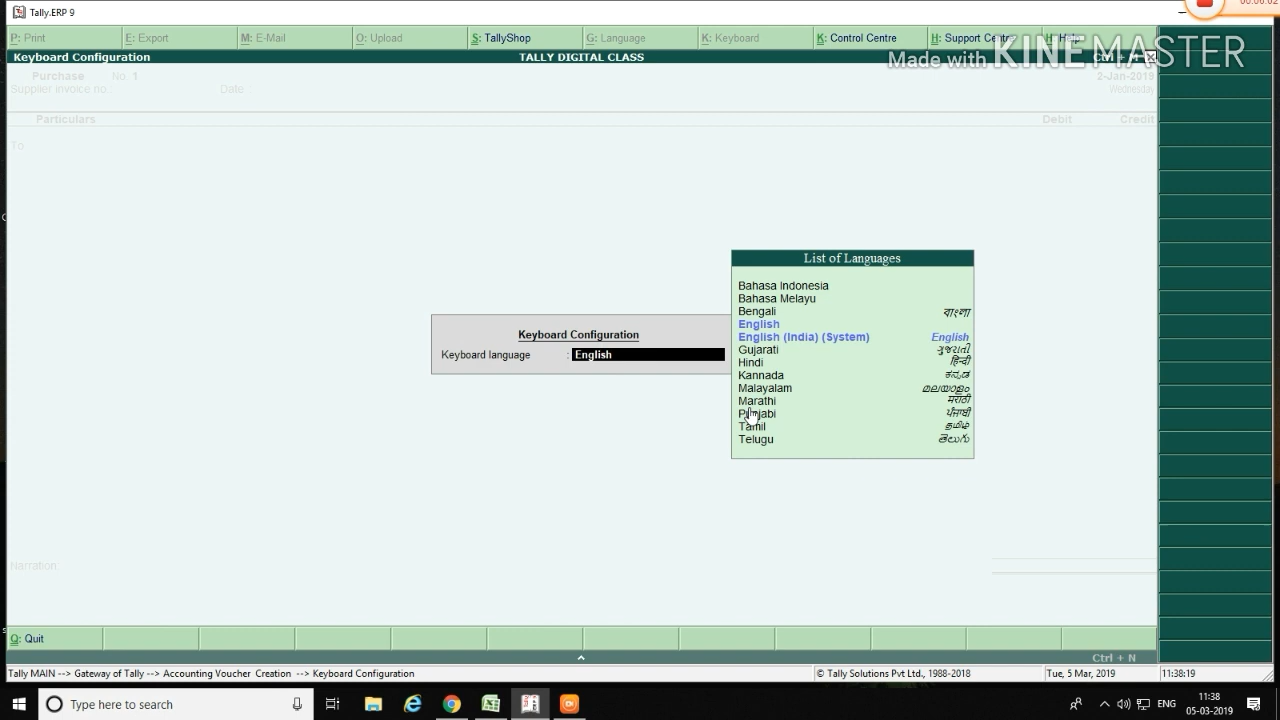 Tally.ERP 9
00:06:02
P: Print E: Export M: E-Mail O: Upload S: TallyShop G: Language K: Keyboard K: Control Centre H: Support Centre H: Help
Made with KINEMASTER
Keyboard Configuration TALLY DIGITAL CLASS Ctrl + M
Purchase No. 1 2-Jan-2019
Supplier invoice no.: Date Wednesday
Particulars Debit Credit
To
List of Languages
Bahasa Indonesia
Bahasa Melayu
Bengali বাংলা
English
English (India) (System) English
Gujarati ગુજરાતી
Hindi हिन्दी
Kannada ಕನ್ನಡ
Malayalam മലയാളം
Marathi मराठी
Punjabi ਪੰਜਾਬੀ
Tamil தமிழ்
Telugu తెలుగు
Keyboard Configuration
Keyboard language : English
Narration
Q: Quit
Ctrl + N
Tally MAIN --> Gateway of Tally --> Accounting Voucher Creation --> Keyboard Configuration © Tally Solutions Pvt Ltd., 1988-2018 Tue, 5 Mar, 2019 11:38:19
Type here to search ENG 11:38
05-03-2019